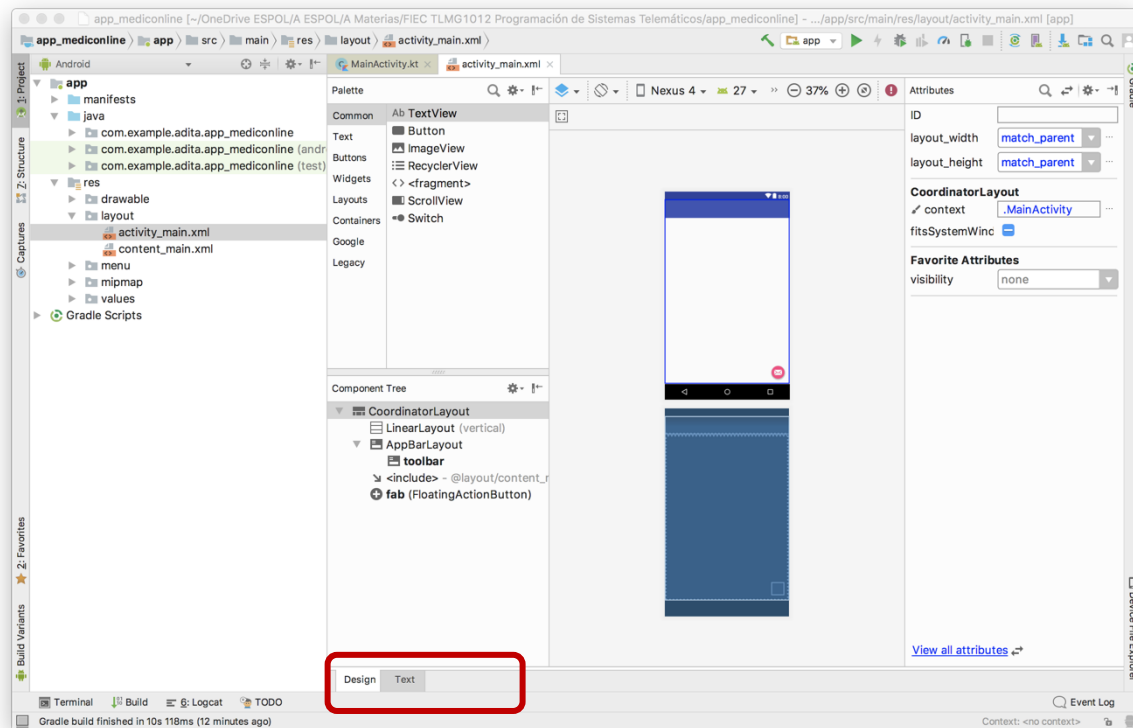 app_mediconline [~/OneDrive ESPOL/A ESPOL/A Materias/FIEC TLMG1012 Programación de Sistemas Telemáticos/app_mediconline] - .../app/src/main/res/layout/activity_main.xml [app]
app_mediconline app src main res layout activity_main.xml app
1: Project
Z: Structure
Captures
2: Favorites
Build Variants
Android
app
manifests
java
com.example.adita.app_mediconline
com.example.adita.app_mediconline (andr
com.example.adita.app_mediconline (test)
res
drawable
layout
activity_main.xml
content_main.xml
menu
mipmap
values
Gradle Scripts
MainActivity.kt activity_main.xml
Palette
Common
Text
Buttons
Widgets
Layouts
Containers
Google
Legacy
Ab TextView
Button
ImageView
RecyclerView
<fragment>
ScrollView
Switch
Component Tree
CoordinatorLayout
LinearLayout (vertical)
AppBarLayout
toolbar
<include> - @layout/content_r
fab (FloatingActionButton)
Nexus 4 27 37%
8:00
Attributes
ID
layout_width match_parent
layout_height match_parent
CoordinatorLayout
context .MainActivity
fitsSystemWind
Favorite Attributes
visibility none
View all attributes
Gradle
Device File Explorer
Design Text
Terminal Build 6: Logcat TODO Event Log
Gradle build finished in 10s 118ms (12 minutes ago) Context: <no context>